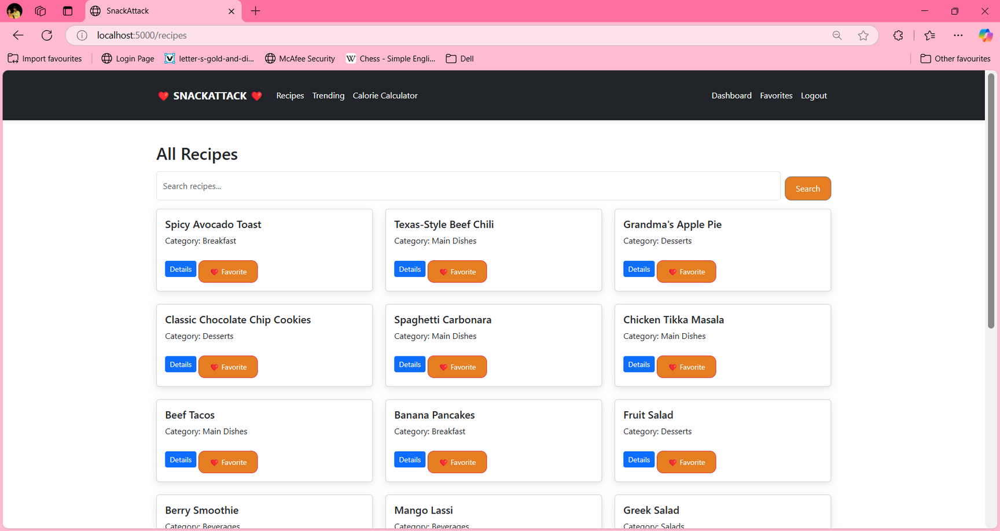 SnackAttack
localhost:5000/recipes
Import favourites
Login Page
letter-s-gold-and-di...
McAfee Security
W Chess - Simple Engli...
Dell
Other favourites
SNACKATTACK
Recipes
Trending
Calorie Calculator
Dashboard
Favorites
Logout
All Recipes
Search recipes...
Search
Spicy Avocado Toast
Category: Breakfast
Details
Favorite
Texas-Style Beef Chili
Category: Main Dishes
Details
Favorite
Grandma's Apple Pie
Category: Desserts
Details
Favorite
Classic Chocolate Chip Cookies
Category: Desserts
Details
Favorite
Spaghetti Carbonara
Category: Main Dishes
Details
Favorite
Chicken Tikka Masala
Category: Main Dishes
Details
Favorite
Beef Tacos
Category: Main Dishes
Details
Favorite
Banana Pancakes
Category: Breakfast
Details
Favorite
Fruit Salad
Category: Desserts
Details
Favorite
Berry Smoothie
Category: Beverages
Mango Lassi
Category: Beverages
Greek Salad
Category: Salads